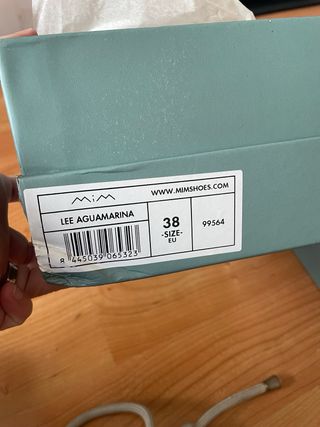 MiM
WWW.MIMSHOES.COM
LEE AGUAMARINA
38
-SIZE-
EU
99564
8 445039 065323